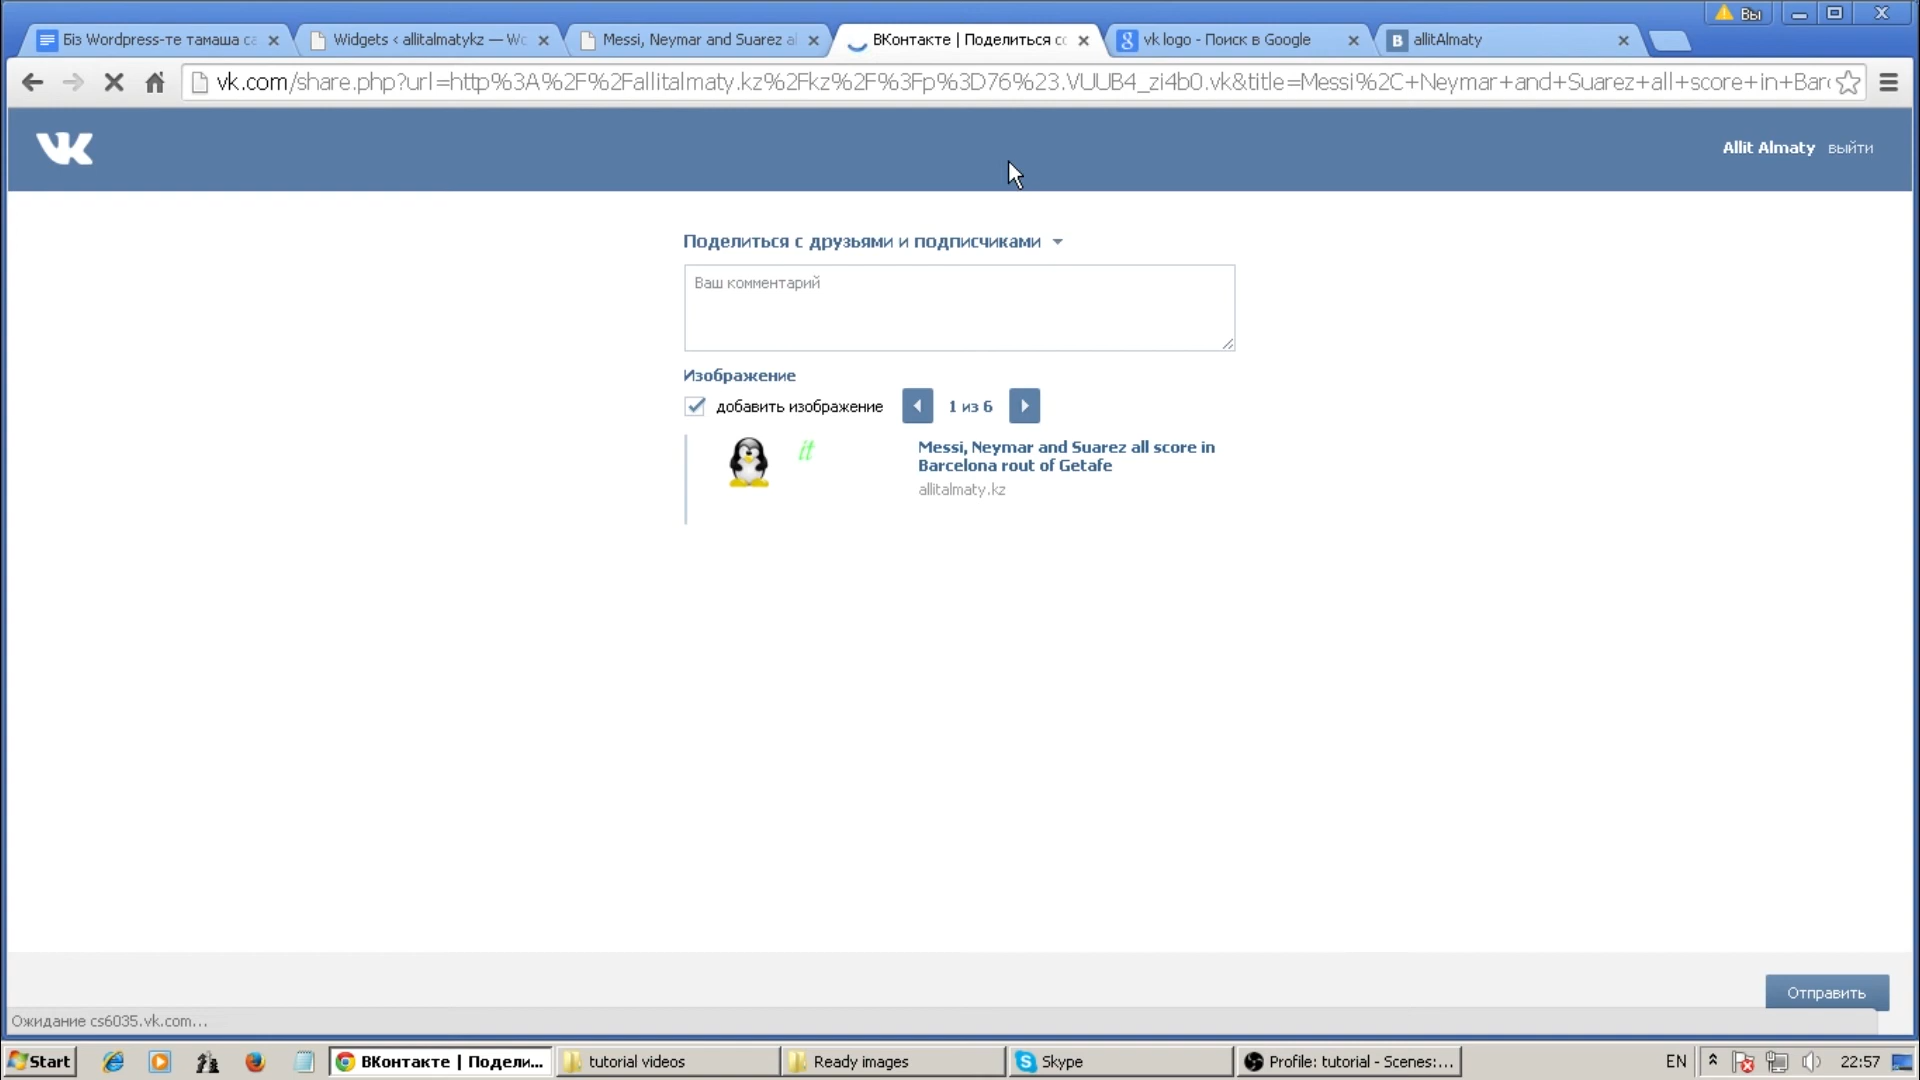 Вы
Біз Wordpress-те тамаша са
Widgets ‹ allitalmatykz — Wo
Messi, Neymar and Suarez al
ВКонтакте | Поделиться сс
vk logo - Поиск в Google
allitAlmaty
vk.com/share.php?url=http%3A%2F%2Fallitalmaty.kz%2Fkz%2F%3Fp%3D76%23.VUUB4_zi4b0.vk&title=Messi%2C+Neymar+and+Suarez+all+score+in+Barc
Allit Almaty выйти
Поделиться с друзьями и подписчиками
Ваш комментарий
Изображение
добавить изображение
1 из 6
it
Messi, Neymar and Suarez all score in
Barcelona rout of Getafe
allitalmaty.kz
Отправить
Ожидание cs6035.vk.com...
Start
ВКонтакте | Подели...
tutorial videos
Ready images
Skype
Profile: tutorial - Scenes:...
EN
22:57